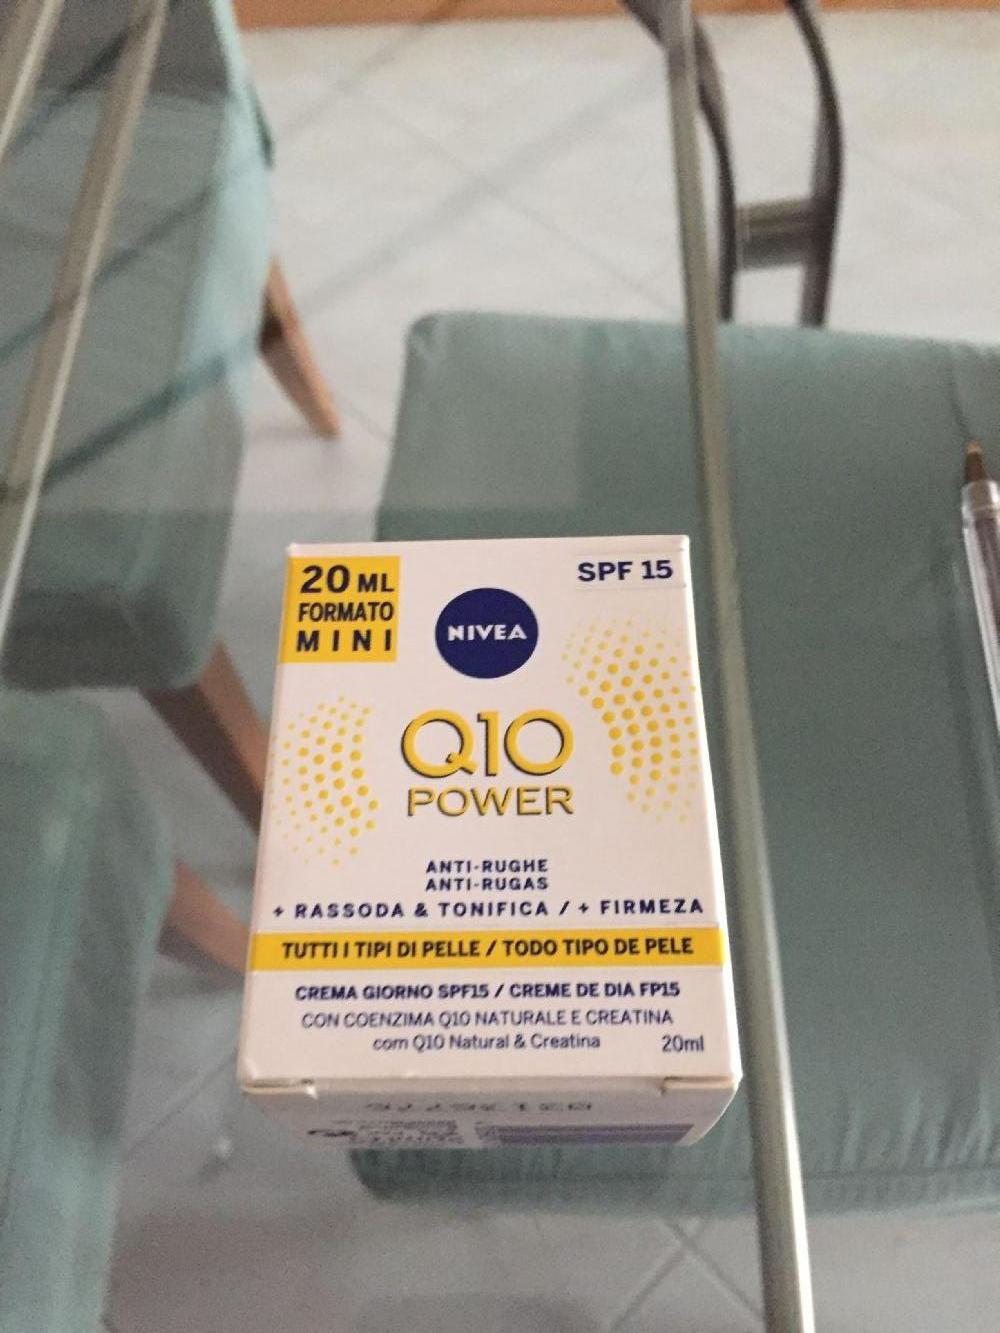 20 ML
FORMATO
MINI
SPF 15
NIVEA
Q10
POWER
ANTI-RUGHE
ANTI-RUGAS
+ RASSODA & TONIFICA / + FIRMEZA
TUTTI I TIPI DI PELLE / TODO TIPO DE PELE
CREMA GIORNO SPF15 / CREME DE DIA FP15
CON COENZIMA Q10 NATURALE E CREATINA
com Q10 Natural & Creatina
20ml